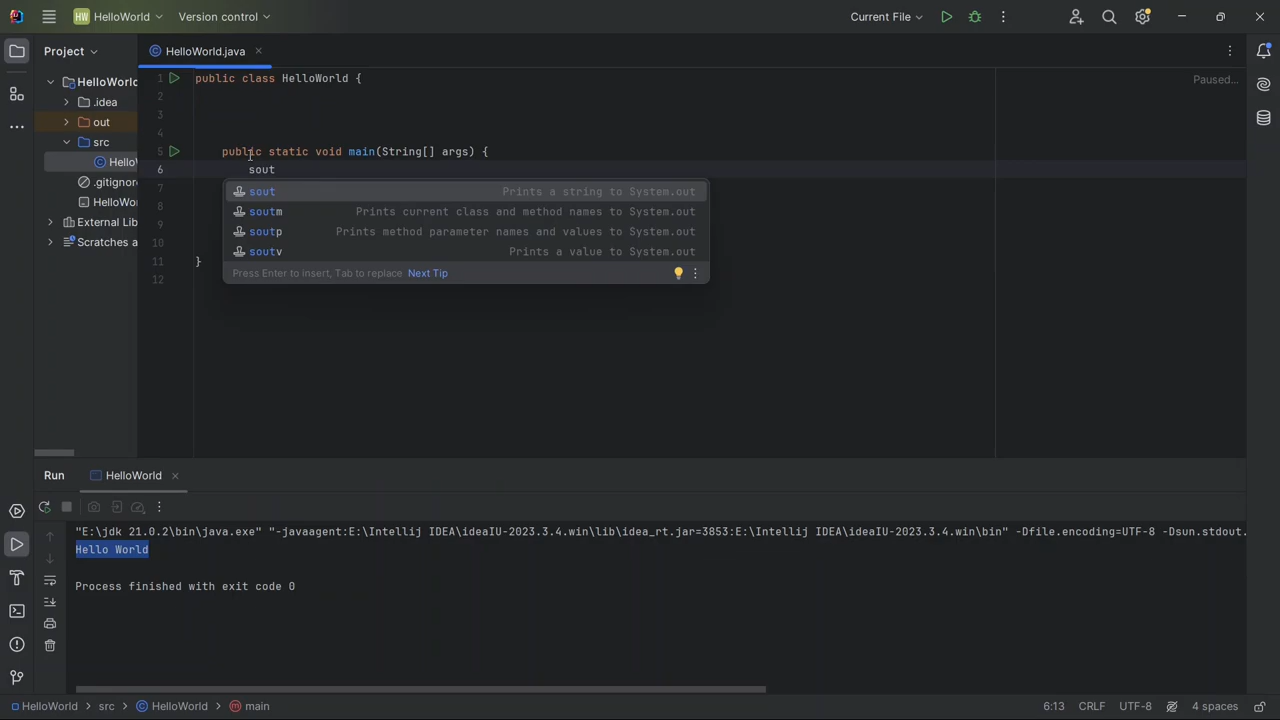 HW HelloWorld Version control Current File
Project HelloWorld.java
HelloWorld
.idea
out
src
Hello
.gitignore
HelloWor
External Lib
Scratches a
Paused...
1 public class HelloWorld {
2
3
4
5 public static void main(String[] args) {
6 sout
7
8
9
10
11 }
12
sout Prints a string to System.out
soutm Prints current class and method names to System.out
soutp Prints method parameter names and values to System.out
soutv Prints a value to System.out
Press Enter to insert, Tab to replace Next Tip
Run HelloWorld
"E:\jdk 21.0.2\bin\java.exe" "-javaagent:E:\Intellij IDEA\ideaIU-2023.3.4.win\lib\idea_rt.jar=3853:E:\Intellij IDEA\ideaIU-2023.3.4.win\bin" -Dfile.encoding=UTF-8 -Dsun.stdout.
Hello World
Process finished with exit code 0
HelloWorld > src > HelloWorld > main 6:13 CRLF UTF-8 4 spaces